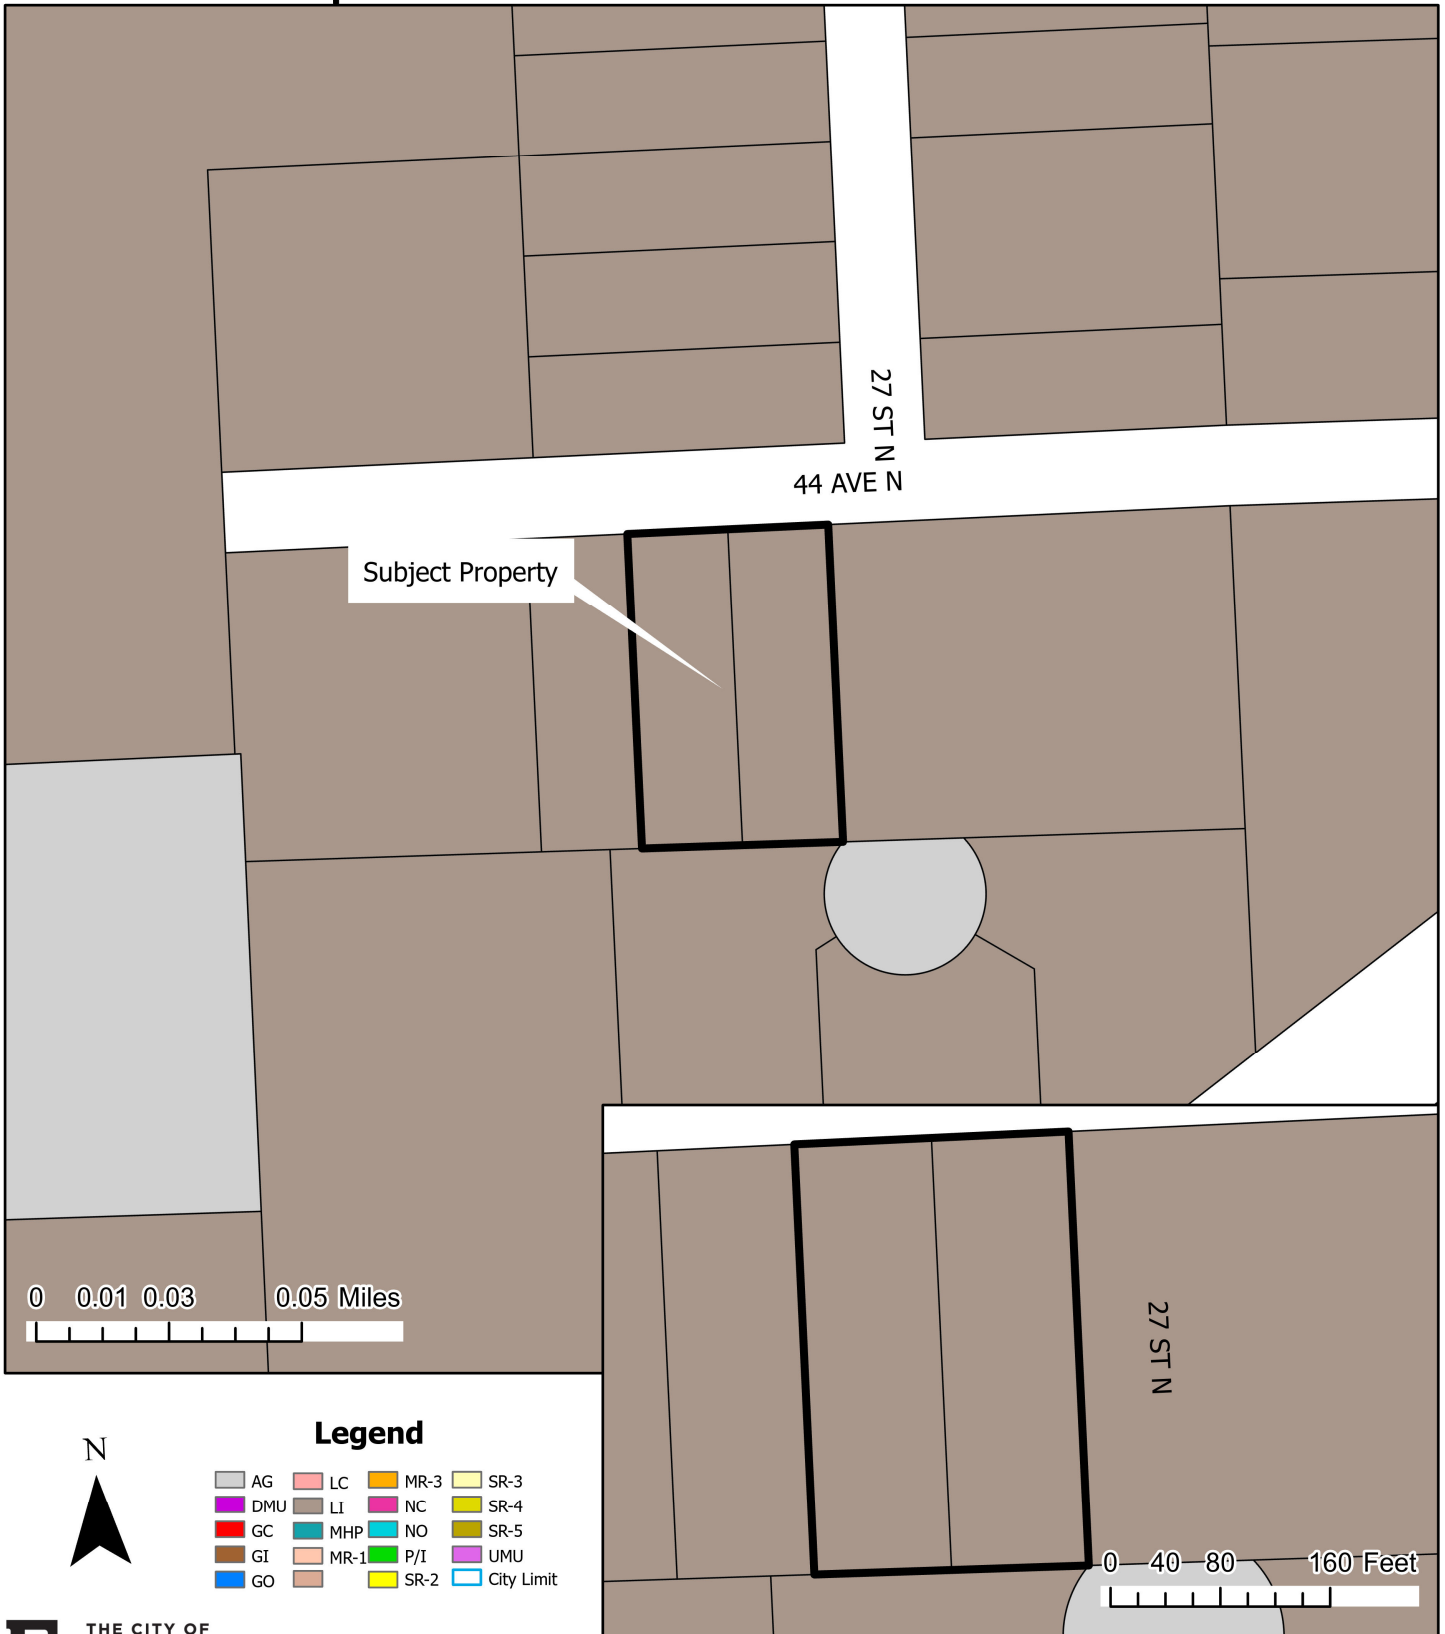 27 ST N
44 AVE N
Subject Property
0 0.01 0.03 0.05 Miles
27 ST N
0 40 80 160 Feet
N
Legend
AG LC MR-3 SR-3
DMU LI NC SR-4
GC MHP NO SR-5
GI MR-1 P/I UMU
GO SR-2 City Limit
THE CITY OF